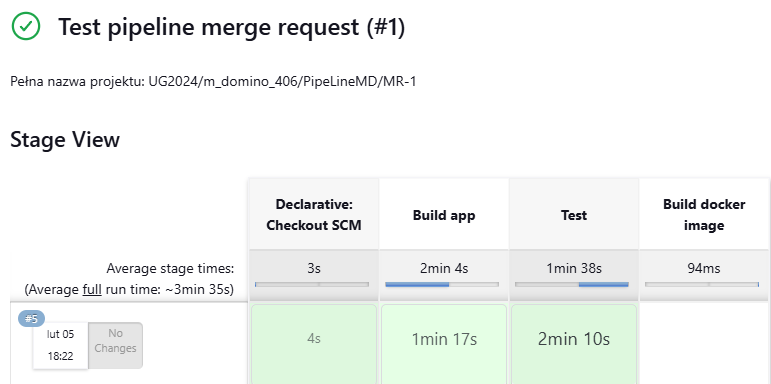 Test pipeline merge request (#1)
Pełna nazwa projektu: UG2024/m_domino_406/PipeLineMD/MR-1
Stage View
Declarative:
Checkout SCM
Build app
Test
Build docker
image
Average stage times:
(Average full run time: ~3min 35s)
3s
2min 4s
1min 38s
94ms
#5
lut 05
18:22
No
Changes
4s
1min 17s
2min 10s